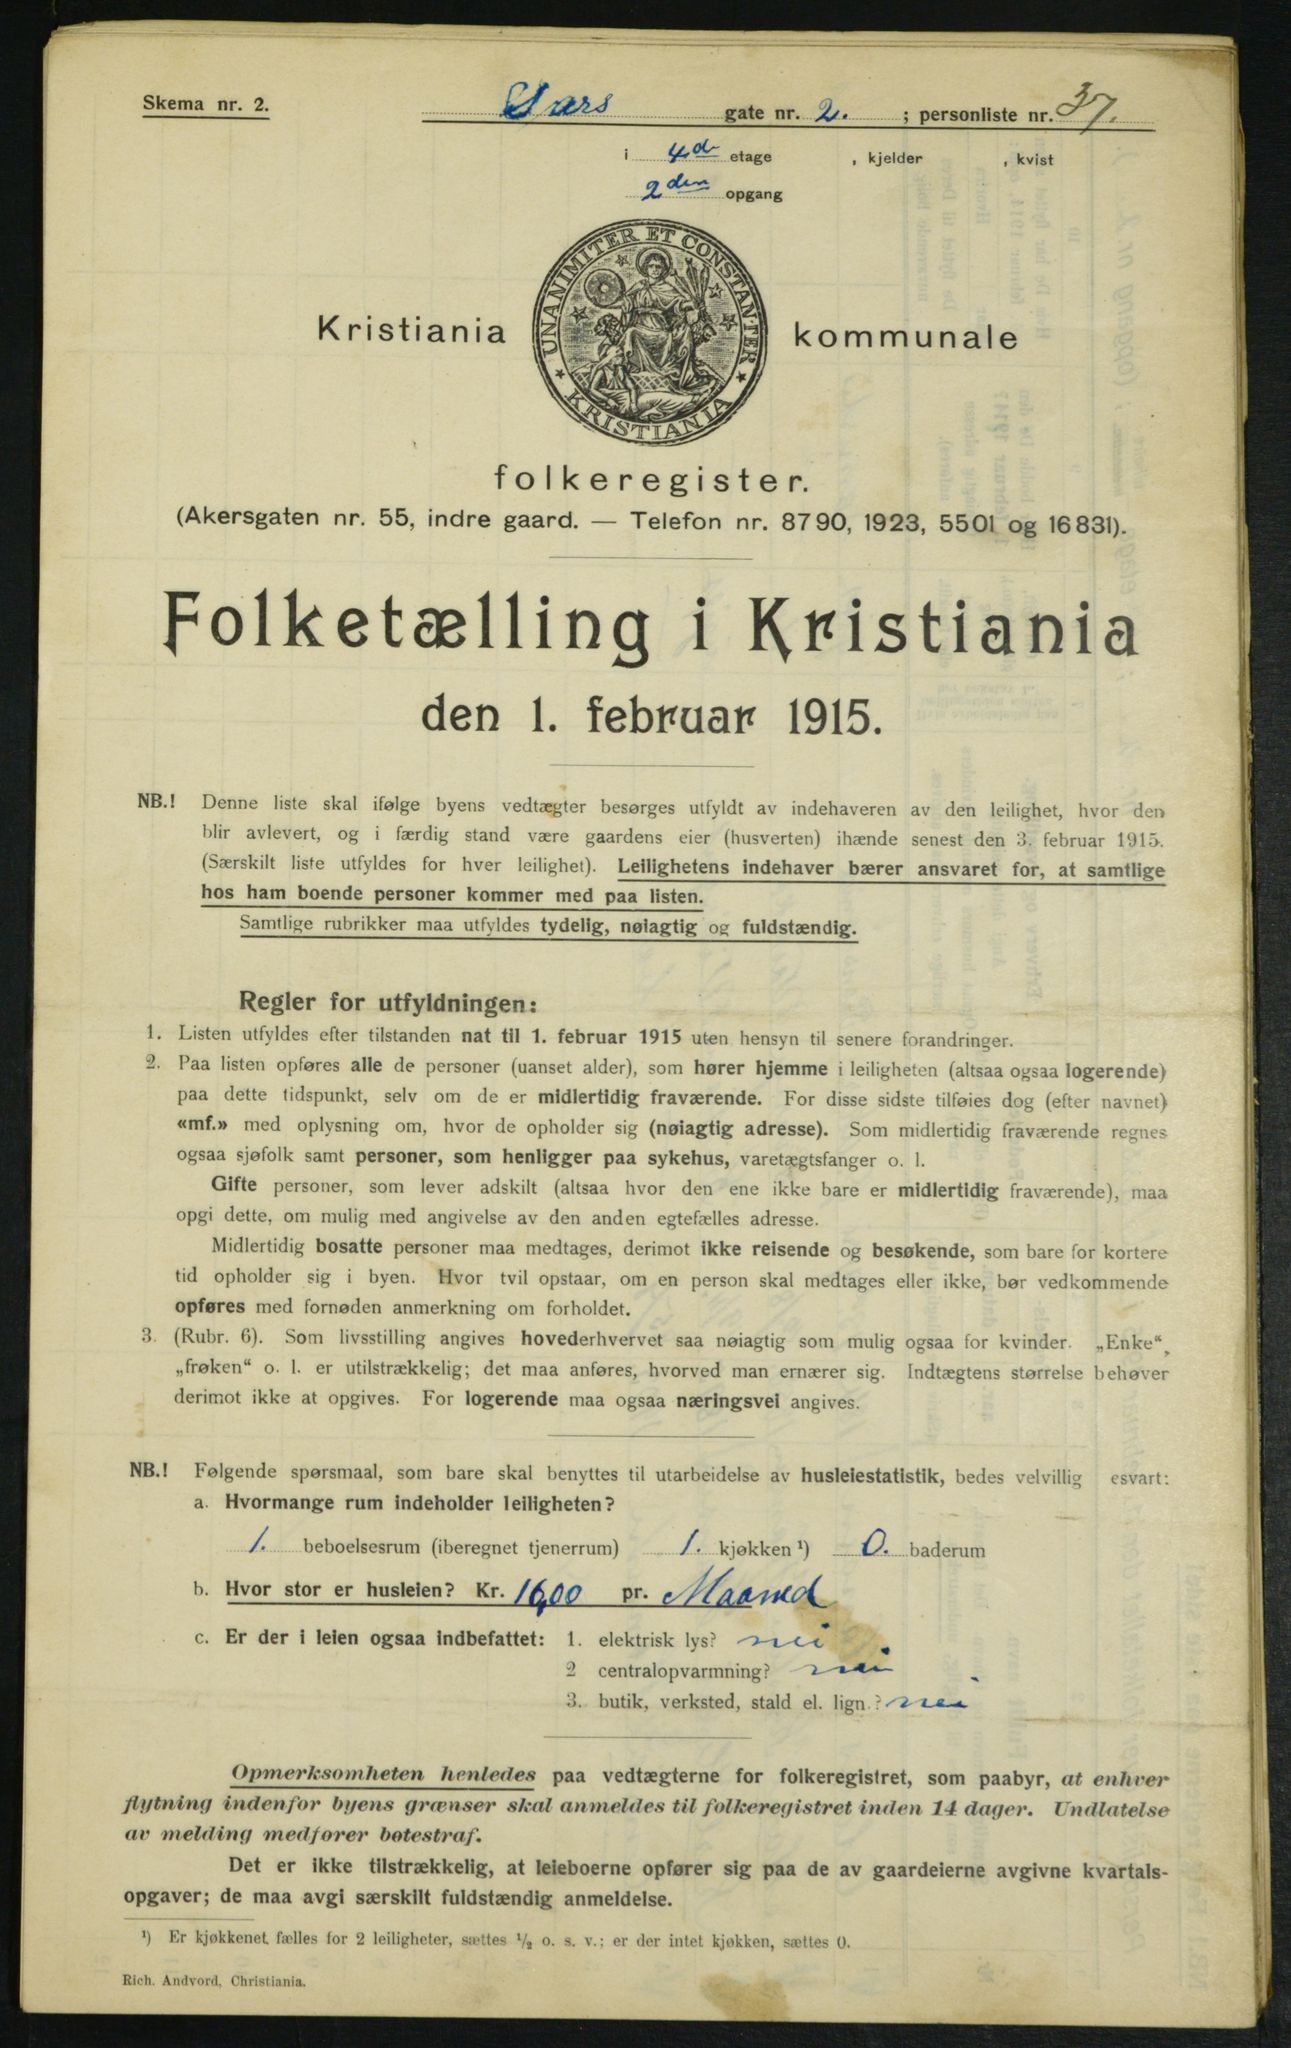 Skema nr. 2.
Sars gate nr. 2. ; personliste nr. 37.
i 4d etage , kjelder , kvist
2den opgang
UNANIMITER ET CONSTANTER
KRISTIANIA
Kristiania kommunale
folkeregister.
(Akersgaten nr. 55, indre gaard. — Telefon nr. 8790, 1923, 5501 og 16831).
Folketælling i Kristiania
den 1. februar 1915.
NB.! Denne liste skal ifølge byens vedtægter besørges utfyldt av indehaveren av den leilighet, hvor den
blir avlevert, og i færdig stand være gaardens eier (husverten) ihænde senest den 3. februar 1915.
(Særskilt liste utfyldes for hver leilighet). Leilighetens indehaver bærer ansvaret for, at samtlige
hos ham boende personer kommer med paa listen.
Samtlige rubrikker maa utfyldes tydelig, nøiagtig og fuldstændig.
Regler for utfyldningen:
1. Listen utfyldes efter tilstanden nat til 1. februar 1915 uten hensyn til senere forandringer.
2. Paa listen opføres alle de personer (uanset alder), som hører hjemme i leiligheten (altsaa ogsaa logerende)
paa dette tidspunkt, selv om de er midlertidig fraværende. For disse sidste tilføies dog (efter navnet)
«mf.» med oplysning om, hvor de opholder sig (nøiagtig adresse). Som midlertidig fraværende regnes
ogsaa sjøfolk samt personer, som henligger paa sykehus, varetægtsfanger o. l.
Gifte personer, som lever adskilt (altsaa hvor den ene ikke bare er midlertidig fraværende), maa
opgi dette, om mulig med angivelse av den anden egtefælles adresse.
Midlertidig bosatte personer maa medtages, derimot ikke reisende og besøkende, som bare for kortere
tid opholder sig i byen. Hvor tvil opstaar, om en person skal medtages eller ikke, bør vedkommende
opføres med fornøden anmerkning om forholdet.
3. (Rubr. 6). Som livsstilling angives hovederhvervet saa nøiagtig som mulig ogsaa for kvinder. „Enke“,
„frøken“ o. l. er utilstrækkelig; det maa anføres, hvorved man ernærer sig. Indtægtens størrelse behøver
derimot ikke at opgives. For logerende maa ogsaa næringsvei angives.
NB.! Følgende spørsmaal, som bare skal benyttes til utarbeidelse av husleiestatistik, bedes velvillig esvart:
a. Hvormange rum indeholder leiligheten?
1. beboelsesrum (iberegnet tjenerrum) 1. kjøkken ¹) 0. baderum
b. Hvor stor er husleien? Kr. 16,00 pr. Maaned
c. Er der i leien ogsaa indbefattet: 1. elektrisk lys? nei
2 centralopvarmning? nei
3. butik, verksted, stald el. lign.? nei
Opmerksomheten henledes paa vedtægterne for folkeregistret, som paabyr, at enhver
flytning indenfor byens grænser skal anmeldes til folkeregistret inden 14 dager. Undlatelse
av melding medfører bøtestraf.
Det er ikke tilstrækkelig, at leieboerne opfører sig paa de av gaardeierne avgivne kvartals-
opgaver; de maa avgi særskilt fuldstændig anmeldelse.
¹) Er kjøkkenet fælles for 2 leiligheter, sættes ½ o. s. v.; er der intet kjøkken, sættes 0.
Rich. Andvord, Christiania.